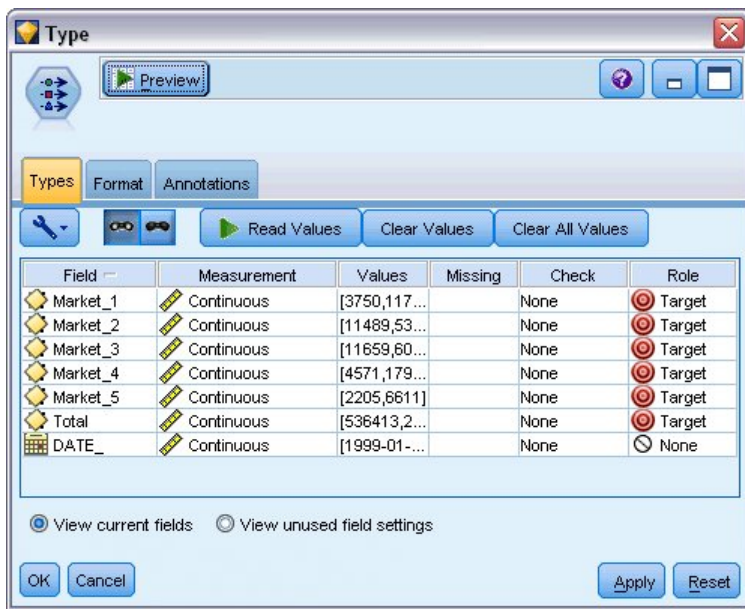 Type
Preview
Types Format Annotations
Read Values Clear Values Clear All Values
Field Measurement Values Missing Check Role
Market_1 Continuous [3750,117... None Target
Market_2 Continuous [11489,53... None Target
Market_3 Continuous [11659,60... None Target
Market_4 Continuous [4571,179... None Target
Market_5 Continuous [2205,6611] None Target
Total Continuous [536413,2... None Target
DATE_ Continuous [1999-01-... None None
View current fields View unused field settings
OK Cancel Apply Reset